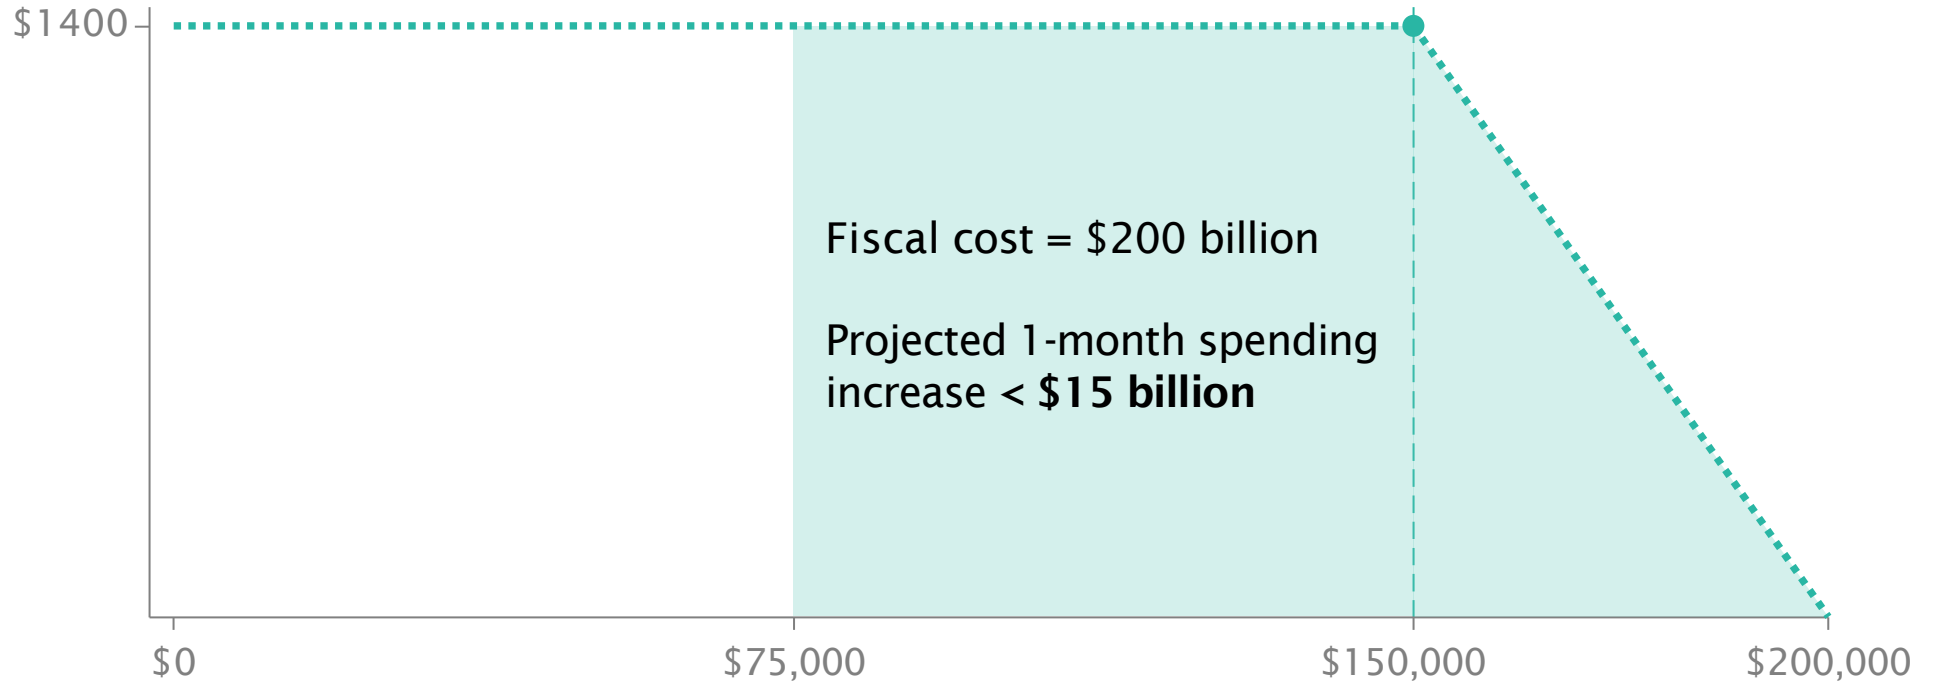 $1400
Fiscal cost = $200 billion
Projected 1-month spending
increase < $15 billion
$0
$75,000
$150,000
$200,000